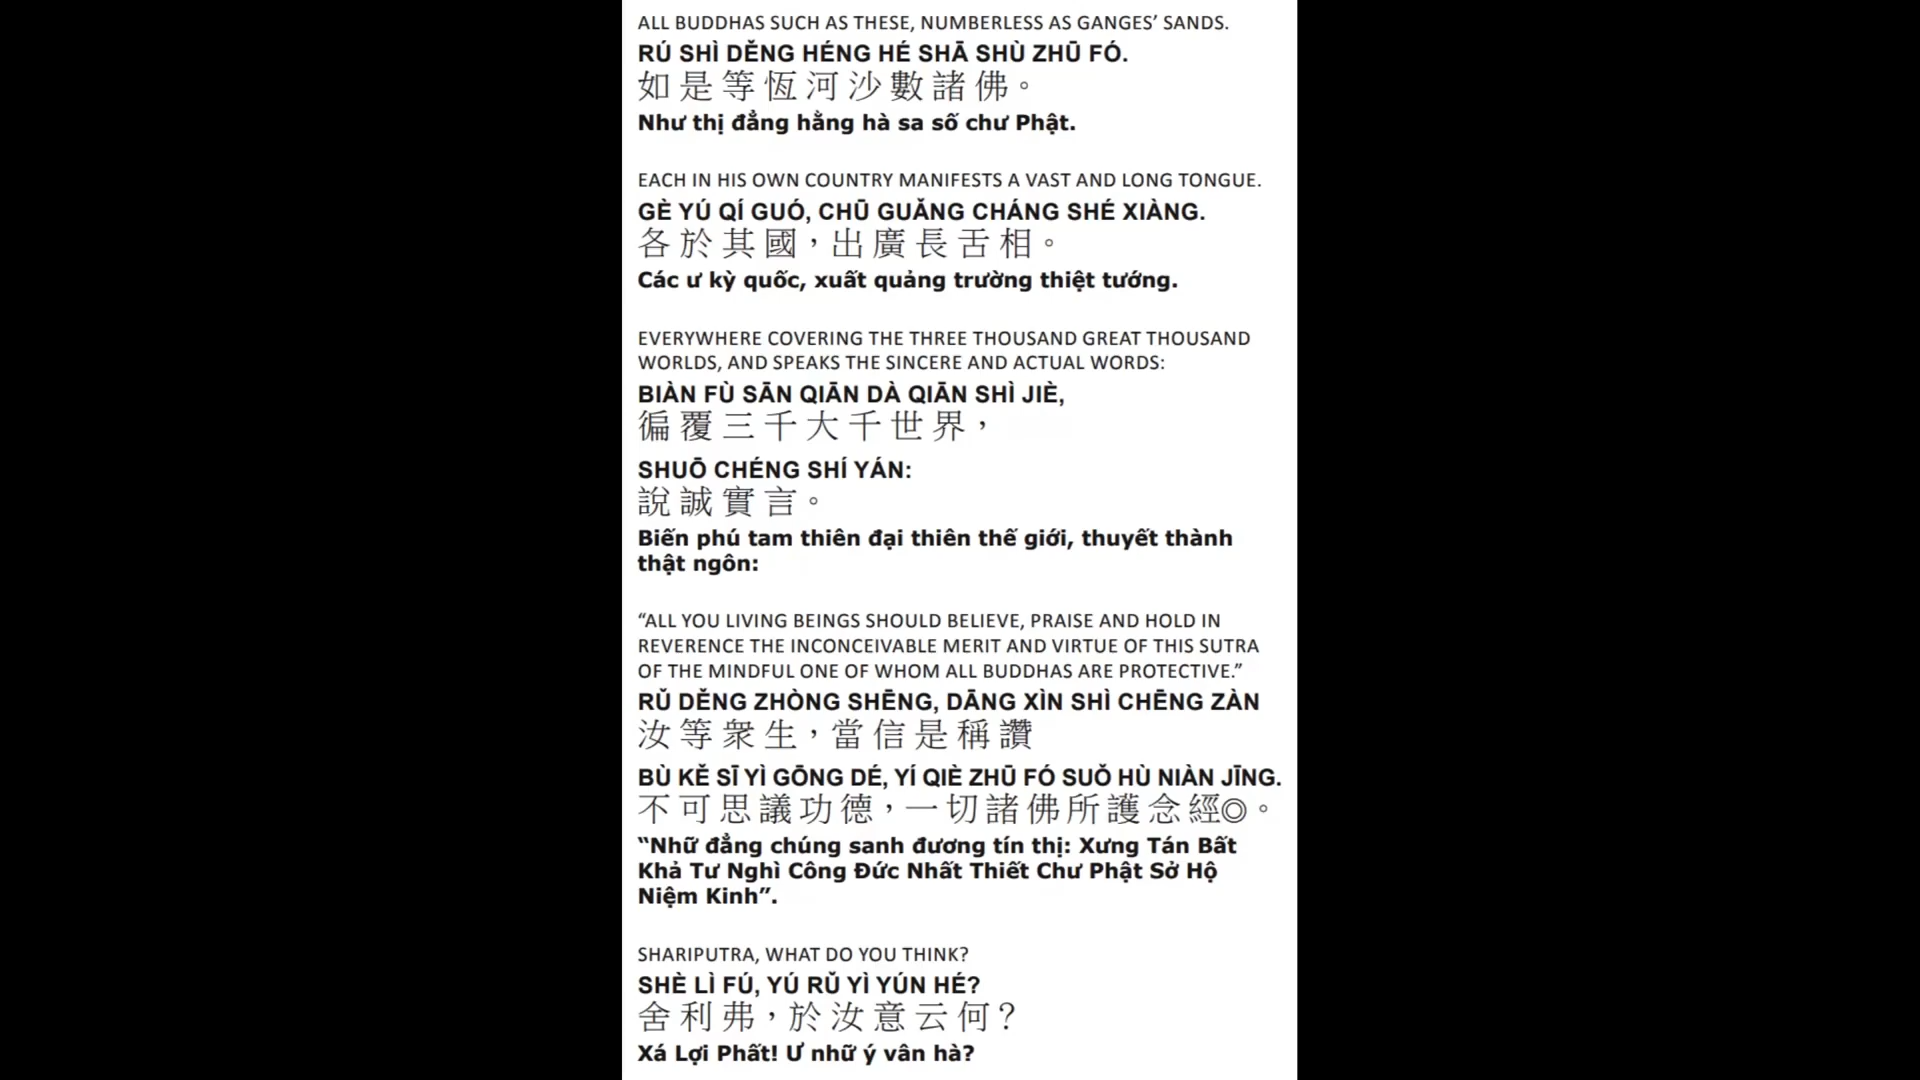 ALL BUDDHAS SUCH AS THESE, NUMBERLESS AS GANGES’ SANDS.
RÚ SHÌ DĚNG HÉNG HÉ SHĀ SHÙ ZHŪ FÓ.
如是等恆河沙數諸佛。
Như thị đẳng hằng hà sa số chư Phật.
EACH IN HIS OWN COUNTRY MANIFESTS A VAST AND LONG TONGUE.
GÈ YÚ QÍ GUÓ, CHŪ GUǍNG CHÁNG SHÉ XIÀNG.
各於其國，出廣長舌相。
Các ư kỳ quốc, xuất quảng trường thiệt tướng.
EVERYWHERE COVERING THE THREE THOUSAND GREAT THOUSAND
WORLDS, AND SPEAKS THE SINCERE AND ACTUAL WORDS:
BIÀN FÙ SĀN QIĀN DÀ QIĀN SHÌ JIÈ,
徧覆三千大千世界，
SHUŌ CHÉNG SHÍ YÁN:
說誠實言。
Biến phú tam thiên đại thiên thế giới, thuyết thành
thật ngôn:
“ALL YOU LIVING BEINGS SHOULD BELIEVE, PRAISE AND HOLD IN
REVERENCE THE INCONCEIVABLE MERIT AND VIRTUE OF THIS SUTRA
OF THE MINDFUL ONE OF WHOM ALL BUDDHAS ARE PROTECTIVE.”
RǓ DĚNG ZHÒNG SHĒNG, DĀNG XÌN SHÌ CHĒNG ZÀN
汝等衆生，當信是稱讚
BÙ KĚ SĪ YÌ GŌNG DÉ, YÍ QIÈ ZHŪ FÓ SUǑ HÙ NIÀN JĪNG.
不可思議功德，一切諸佛所護念經◎。
“Nhữ đẳng chúng sanh đương tín thị: Xưng Tán Bất
Khả Tư Nghì Công Đức Nhất Thiết Chư Phật Sở Hộ
Niệm Kinh”.
SHARIPUTRA, WHAT DO YOU THINK?
SHÈ LÌ FÚ, YÚ RǓ YÌ YÚN HÉ?
舍利弗，於汝意云何？
Xá Lợi Phất! Ư nhữ ý vân hà?